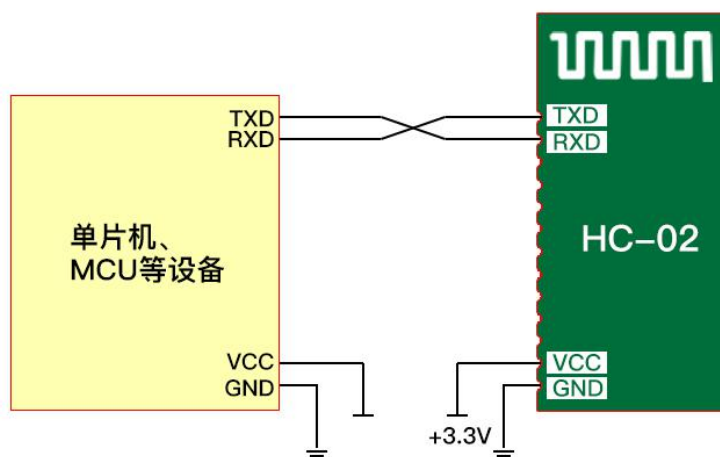 TXD
RXD
单片机、
MCU等设备
VCC
GND
TXD
RXD
HC-02
VCC
GND
+3.3V